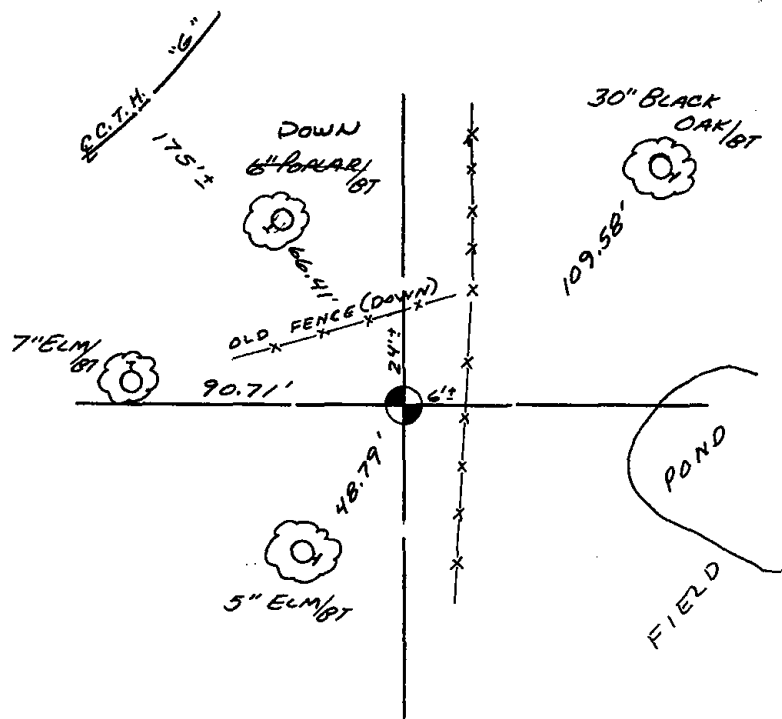 "G"
℄ C.T.H.
175'±
DOWN
6" POPLAR/BT
66.41'
30" BLACK
OAK/BT
109.58'
OLD FENCE (DOWN)
24'±
7" ELM/BT
90.71'
6'±
48.79'
5" ELM/BT
POND
FIELD